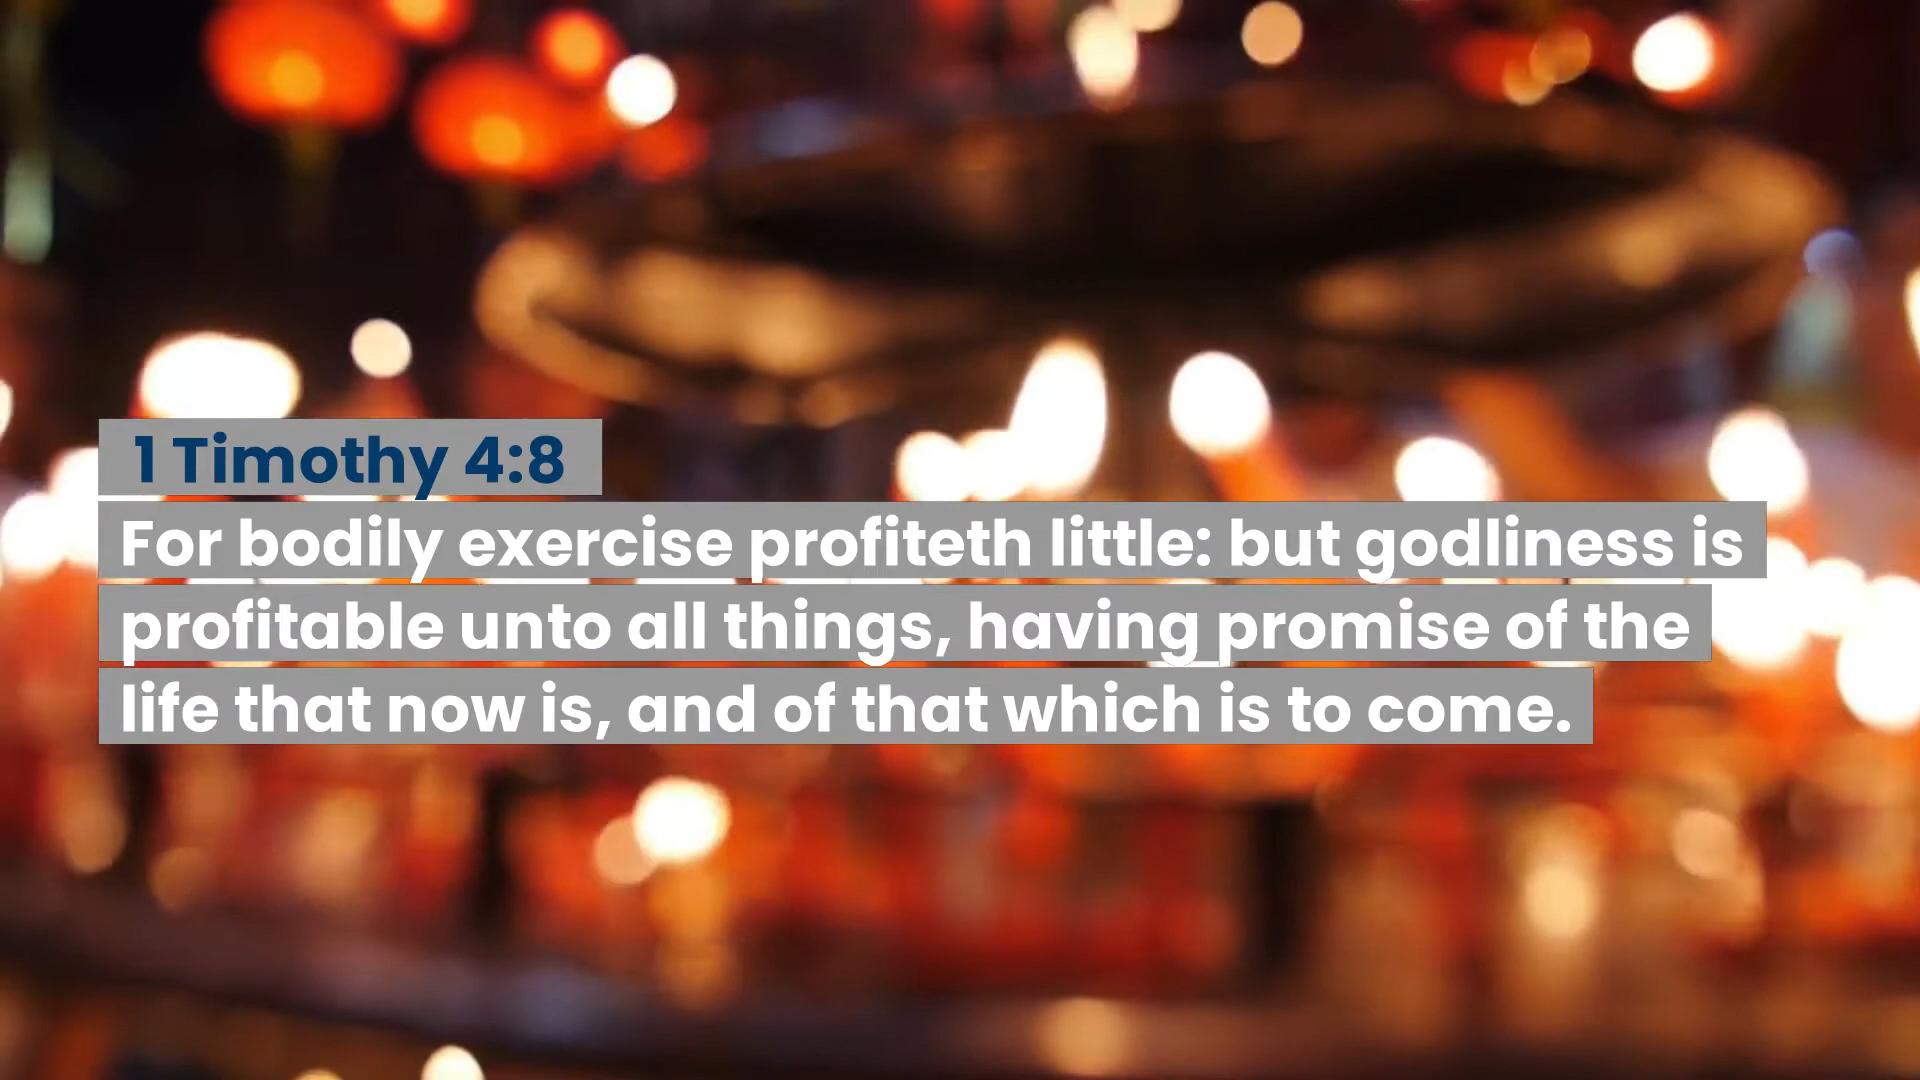 1 Timothy 4:8
For bodily exercise profiteth little: but godliness is
profitable unto all things, having promise of the
life that now is, and of that which is to come.